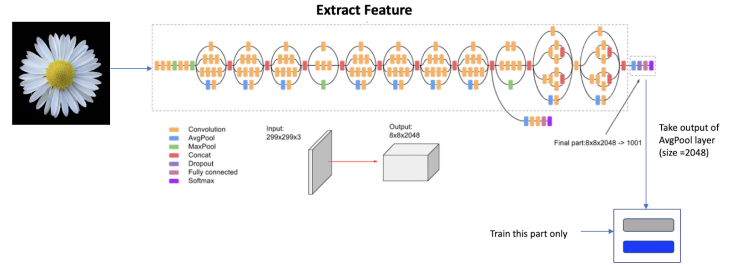 Extract Feature
Convolution
AvgPool
MaxPool
Concat
Dropout
Fully connected
Softmax
Input:
299x299x3
Output:
8x8x2048
Final part:8x8x2048 -> 1001
Take output of
AvgPool layer
(size =2048)
Train this part only